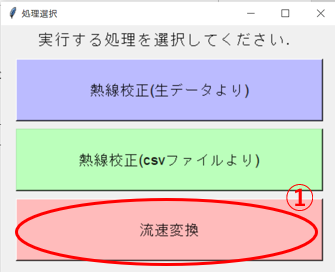 処理選択
実行する処理を選択してください.
熱線校正(生データより)
熱線校正(csvファイルより)
①
流速変換